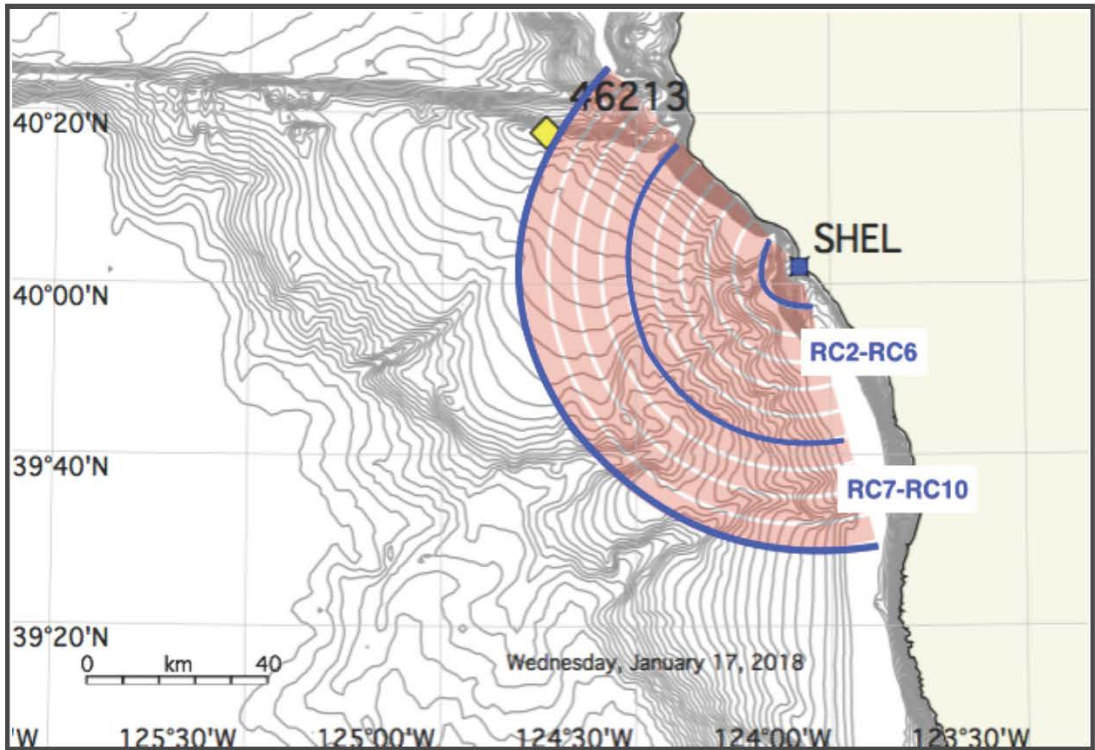 46213
40°20'N
SHEL
40°00'N
RC2-RC6
39°40'N
RC7-RC10
39°20'N
0 km 40
Wednesday, January 17, 2018
'W 125°30'W 125°00'W 124°30'W 124°00'W 123°30'W